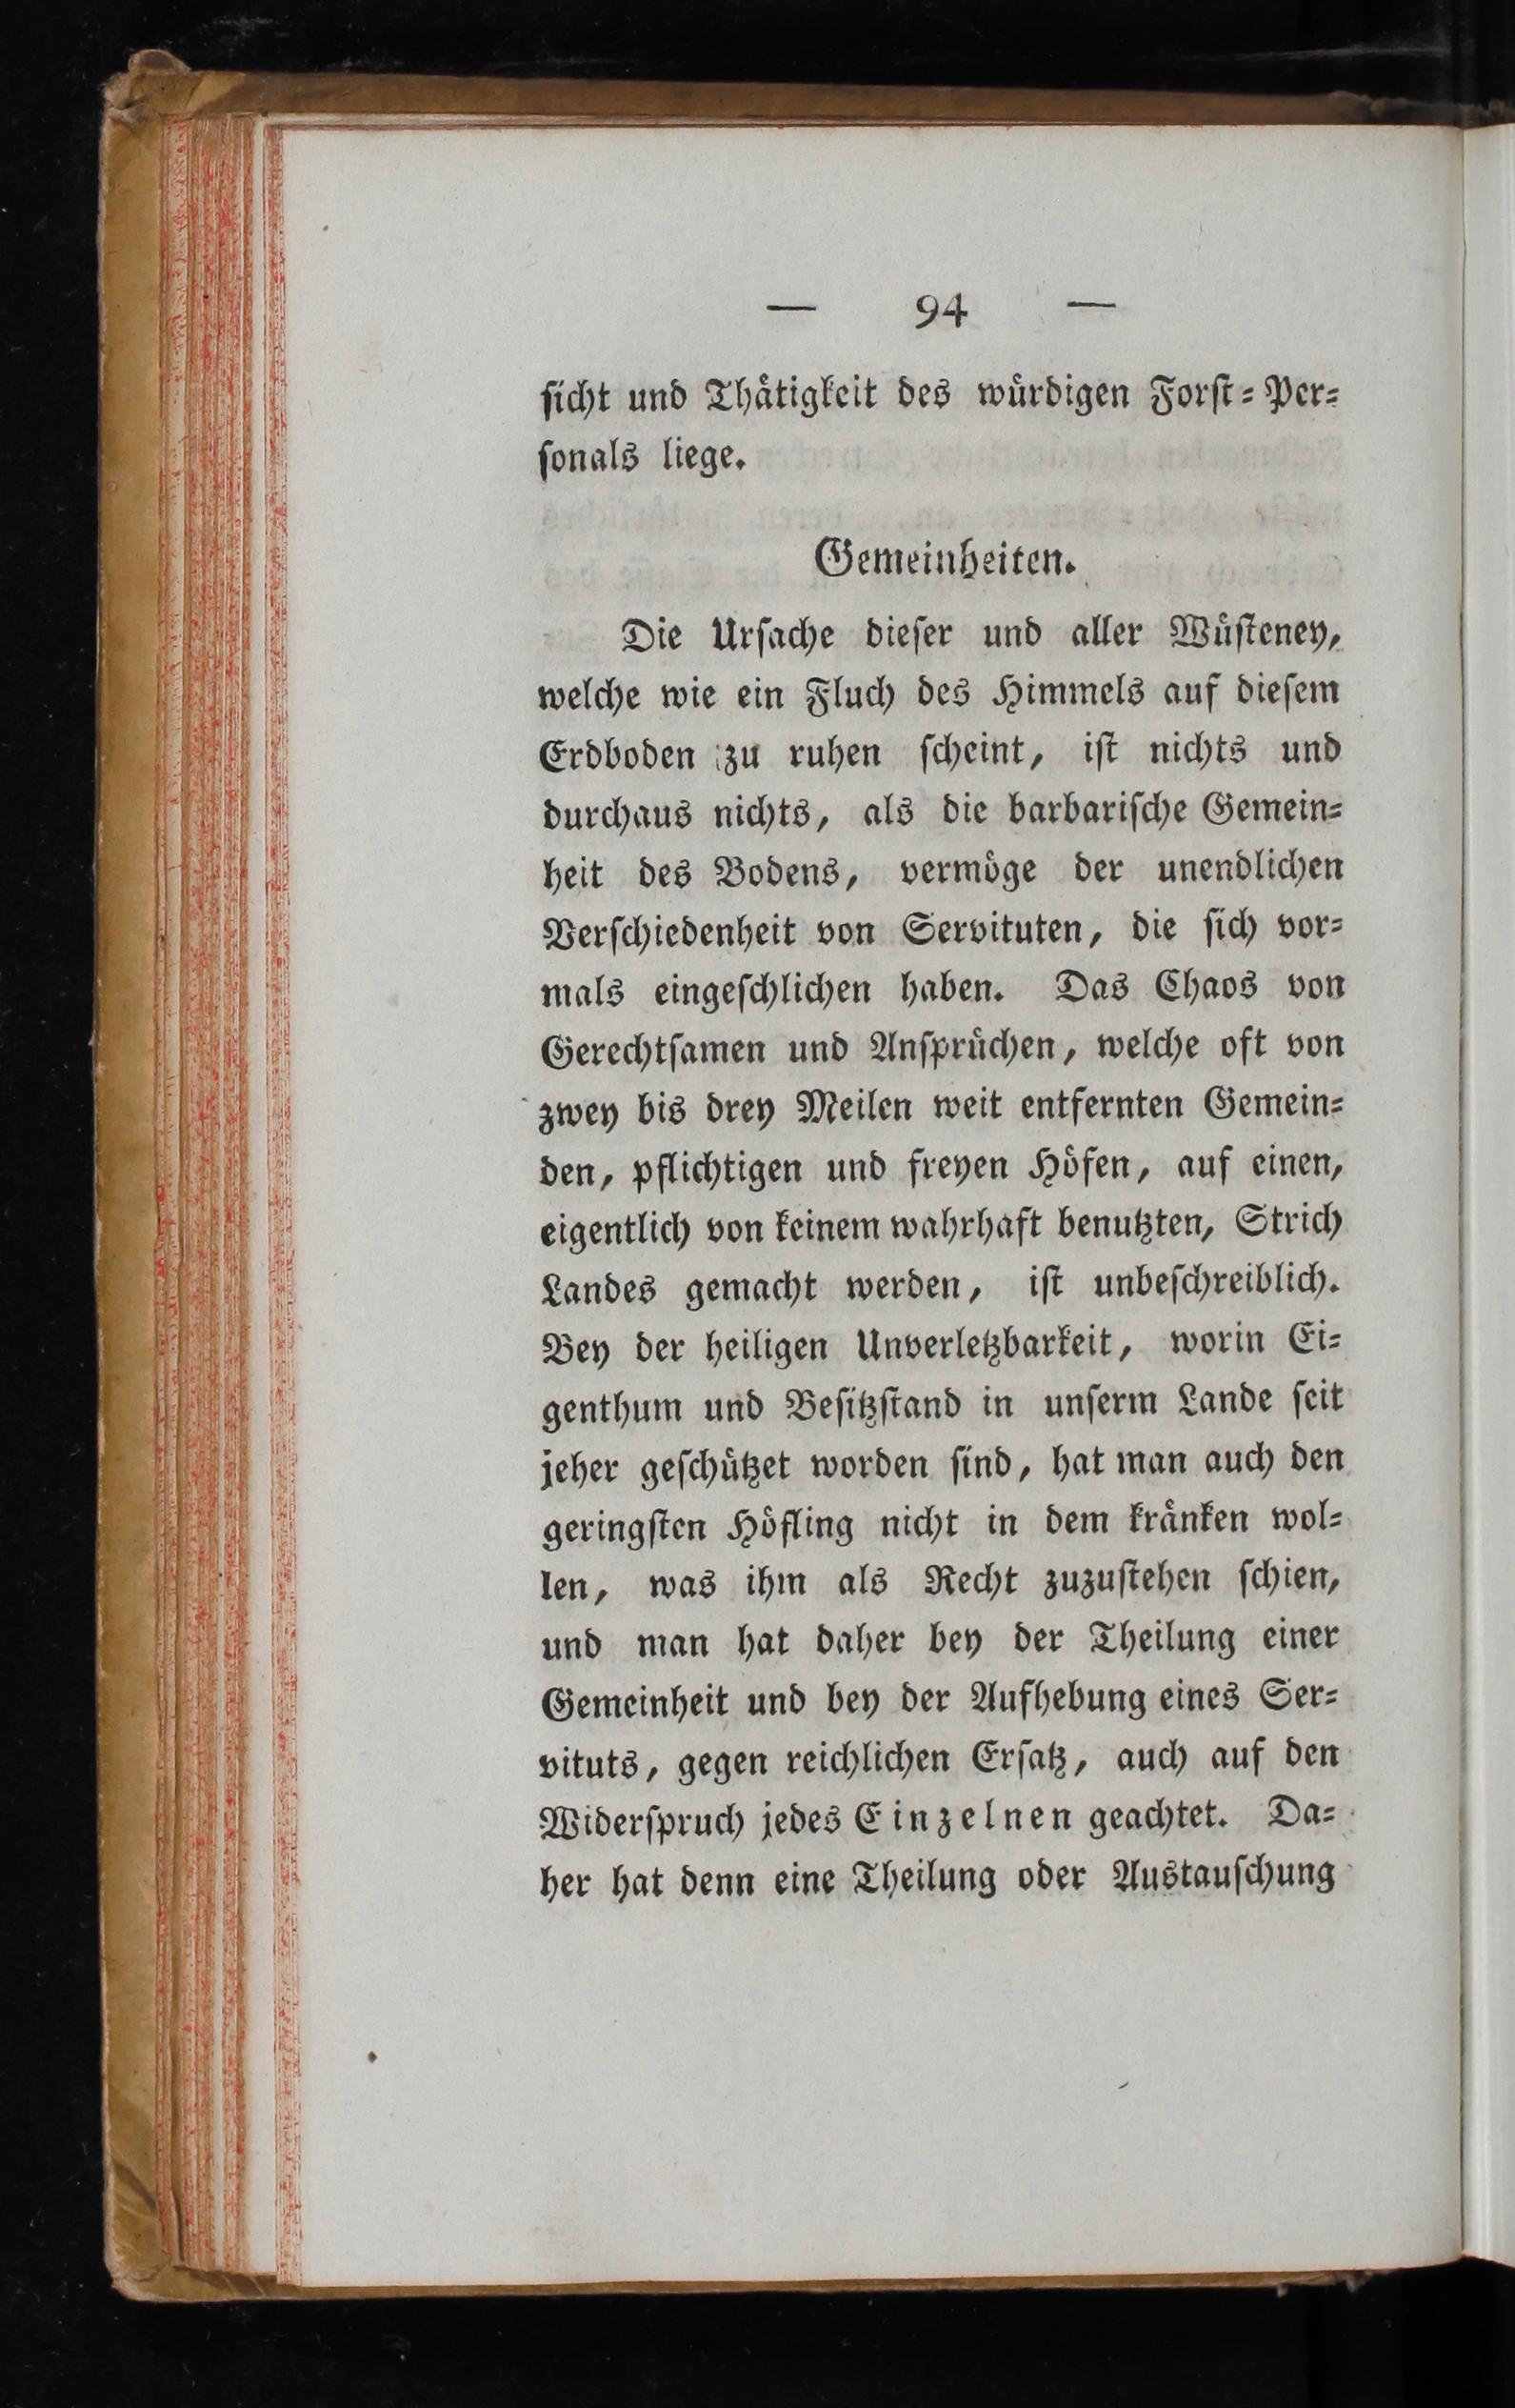 — 94 —
ſicht und Thätigkeit des würdigen Forſt=Per=
ſonals liege.
Gemeinheiten.
Die Urſache dieſer und aller Wüſteney,
welche wie ein Fluch des Himmels auf dieſem
Erdboden zu ruhen ſcheint, iſt nichts und
durchaus nichts, als die barbariſche Gemein=
heit des Bodens, vermöge der unendlichen
Verſchiedenheit von Servituten, die ſich vor=
mals eingeſchlichen haben. Das Chaos von
Gerechtſamen und Anſprüchen, welche oft von
zwey bis drey Meilen weit entfernten Gemein=
den, pflichtigen und freyen Höfen, auf einen,
eigentlich von keinem wahrhaft benutzten, Strich
Landes gemacht werden, iſt unbeſchreiblich.
Bey der heiligen Unverletzbarkeit, worin Ei=
genthum und Beſitzſtand in unſerm Lande ſeit
jeher geſchützet worden ſind, hat man auch den
geringſten Höfling nicht in dem kränken wol=
len, was ihm als Recht zuzuſtehen ſchien,
und man hat daher bey der Theilung einer
Gemeinheit und bey der Aufhebung eines Ser=
vituts, gegen reichlichen Erſatz, auch auf den
Widerſpruch jedes Einzelnen geachtet. Da=
her hat denn eine Theilung oder Austauſchung